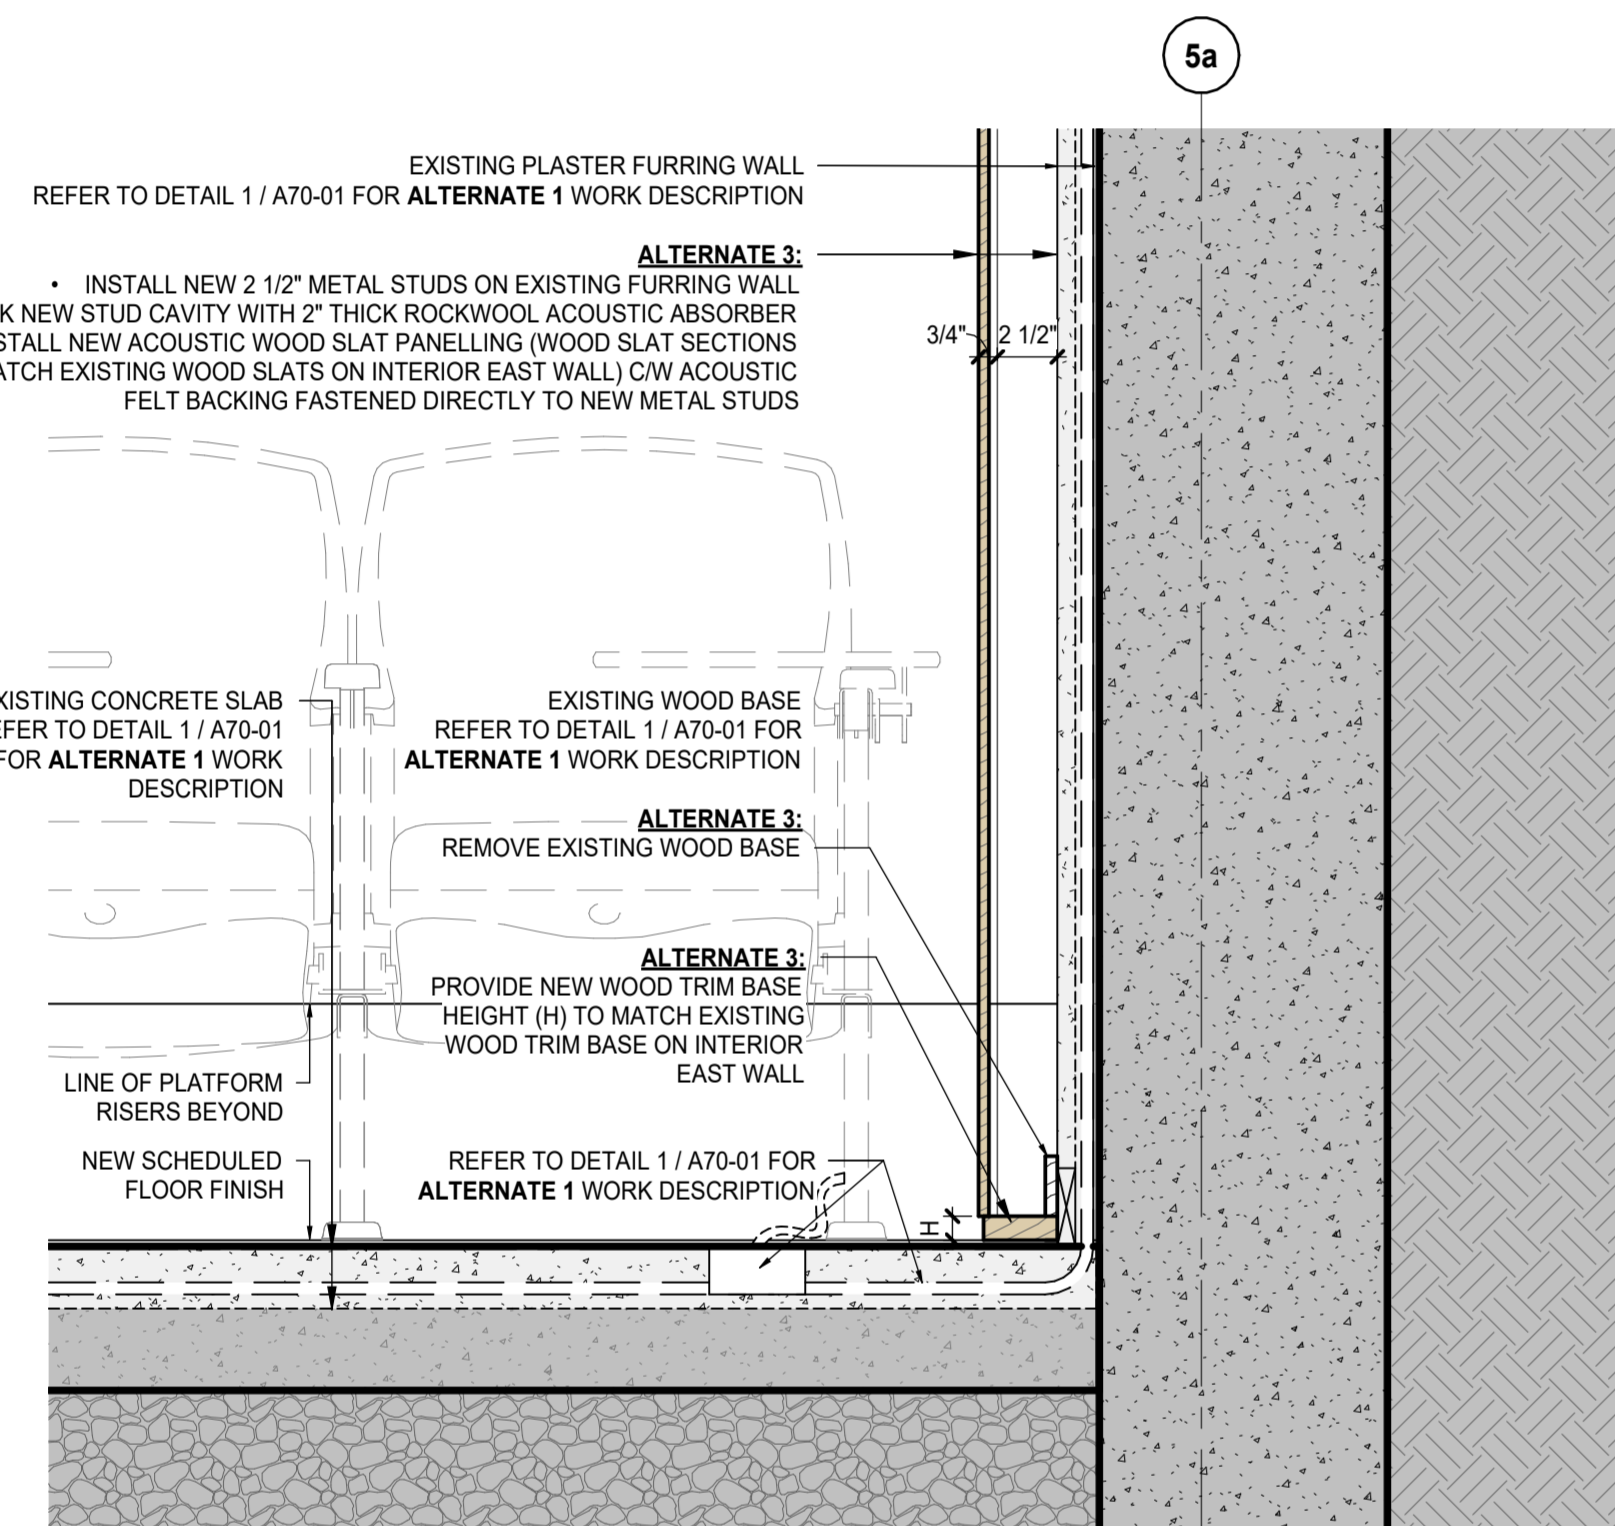 5a
EXISTING PLASTER FURRING WALL
REFER TO DETAIL 1 / A70-01 FOR ALTERNATE 1 WORK DESCRIPTION
ALTERNATE 3:
• INSTALL NEW 2 1/2" METAL STUDS ON EXISTING FURRING WALL
K NEW STUD CAVITY WITH 2" THICK ROCKWOOL ACOUSTIC ABSORBER
STALL NEW ACOUSTIC WOOD SLAT PANELLING (WOOD SLAT SECTIONS
ATCH EXISTING WOOD SLATS ON INTERIOR EAST WALL) C/W ACOUSTIC
FELT BACKING FASTENED DIRECTLY TO NEW METAL STUDS
3/4" 2 1/2"
XISTING CONCRETE SLAB
EFER TO DETAIL 1 / A70-01
FOR ALTERNATE 1 WORK
DESCRIPTION
EXISTING WOOD BASE
REFER TO DETAIL 1 / A70-01 FOR
ALTERNATE 1 WORK DESCRIPTION
ALTERNATE 3:
REMOVE EXISTING WOOD BASE
ALTERNATE 3:
PROVIDE NEW WOOD TRIM BASE
HEIGHT (H) TO MATCH EXISTING
WOOD TRIM BASE ON INTERIOR
EAST WALL
LINE OF PLATFORM
RISERS BEYOND
NEW SCHEDULED
FLOOR FINISH
REFER TO DETAIL 1 / A70-01 FOR
ALTERNATE 1 WORK DESCRIPTION
H